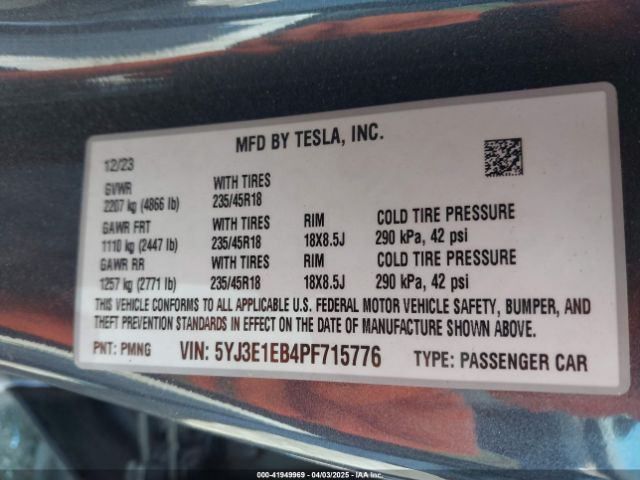 MFD BY TESLA, INC.
12/23
GVWR WITH TIRES
2207 kg (4866 lb) 235/45R18
GAWR FRT WITH TIRES RIM COLD TIRE PRESSURE
1110 kg (2447 lb) 235/45R18 18X8.5J 290 kPa, 42 psi
GAWR RR WITH TIRES RIM COLD TIRE PRESSURE
1257 kg (2771 lb) 235/45R18 18X8.5J 290 kPa, 42 psi
THIS VEHICLE CONFORMS TO ALL APPLICABLE U.S. FEDERAL MOTOR VEHICLE SAFETY, BUMPER, AND
THEFT PREVENTION STANDARDS IN EFFECT ON THE DATE OF MANUFACTURE SHOWN ABOVE.
PNT: PMNG VIN: 5YJ3E1EB4PF715776 TYPE: PASSENGER CAR
000-41949969 - 04/03/2025 - IAA Inc.